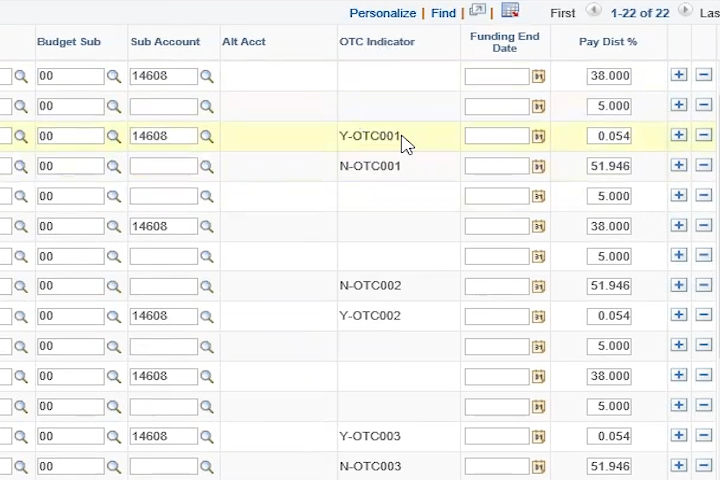 Personalize | Find | | First 1-22 of 22 Las
Budget Sub Sub Account Alt Acct OTC Indicator Funding End Date Pay Dist %
00 14608 38.000
00 5.000
00 14608 Y-OTC001 0.054
00 N-OTC001 51.946
00 5.000
00 14608 38.000
00 5.000
00 N-OTC002 51.946
00 14608 Y-OTC002 0.054
00 5.000
00 14608 38.000
00 5.000
00 14608 Y-OTC003 0.054
00 N-OTC003 51.946